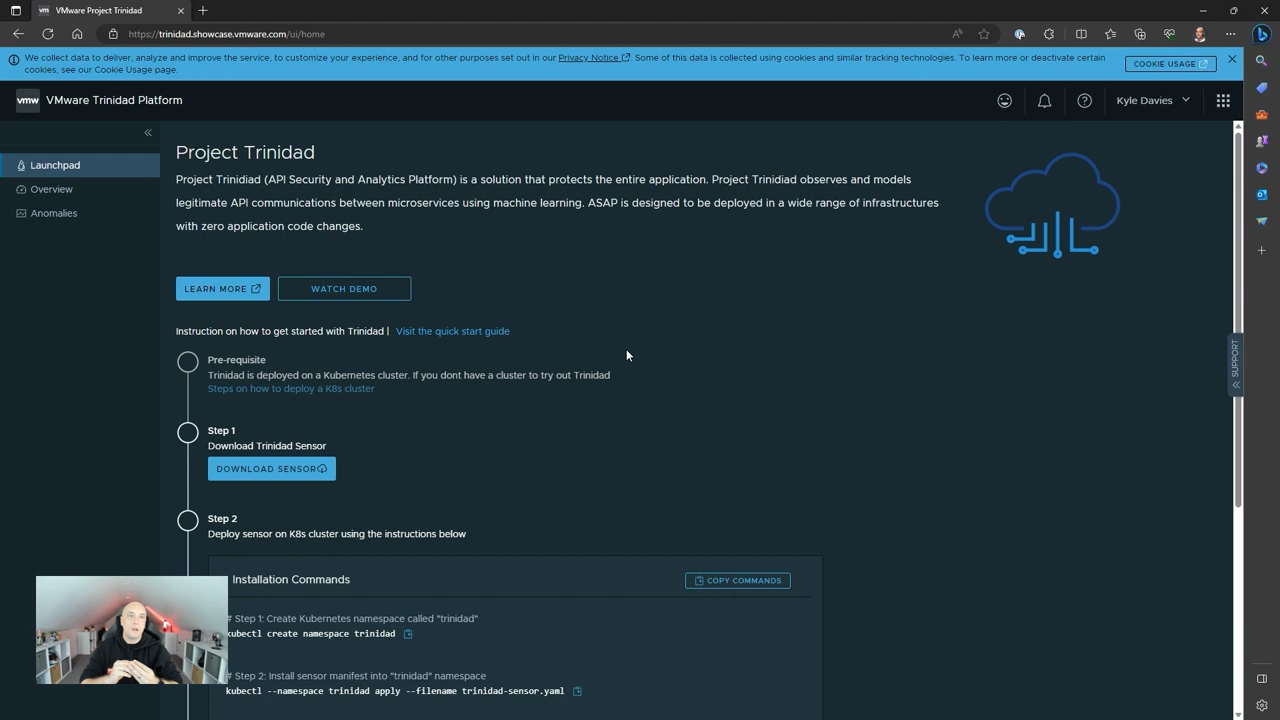 VMware Project Trinidad
https://trinidad.showcase.vmware.com/ui/home
We collect data to deliver, analyze and improve the service, to customize your experience, and for other purposes set out in our Privacy Notice. Some of this data is collected using cookies and similar tracking technologies. To learn more or deactivate certain
cookies, see our Cookie Usage page.
COOKIE USAGE
vmw VMware Trinidad Platform
Kyle Davies
Launchpad
Overview
Anomalies
Project Trinidad
Project Trinidiad (API Security and Analytics Platform) is a solution that protects the entire application. Project Trinidiad observes and models
legitimate API communications between microservices using machine learning. ASAP is designed to be deployed in a wide range of infrastructures
with zero application code changes.
LEARN MORE
WATCH DEMO
Instruction on how to get started with Trinidad | Visit the quick start guide
Pre-requisite
Trinidad is deployed on a Kubernetes cluster. If you dont have a cluster to try out Trinidad
Steps on how to deploy a K8s cluster
SUPPORT
Step 1
Download Trinidad Sensor
DOWNLOAD SENSOR
Step 2
Deploy sensor on K8s cluster using the instructions below
Installation Commands
COPY COMMANDS
# Step 1: Create Kubernetes namespace called "trinidad"
kubectl create namespace trinidad
# Step 2: Install sensor manifest into "trinidad" namespace
kubectl --namespace trinidad apply --filename trinidad-sensor.yaml